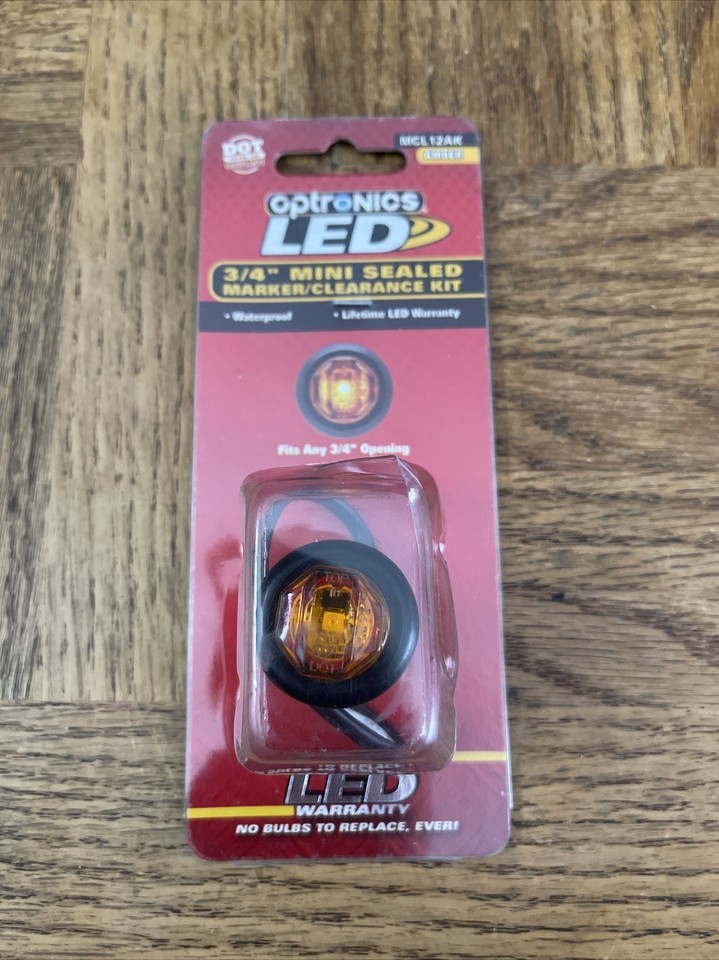 MCL12AK
DOT
AMBER
optronics
LED
3/4" MINI SEALED
MARKER/CLEARANCE KIT
• Waterproof • Lifetime LED Warranty
Fits Any 3/4" Opening
TOP
DOT
LED
WARRANTY
NO BULBS TO REPLACE, EVER!